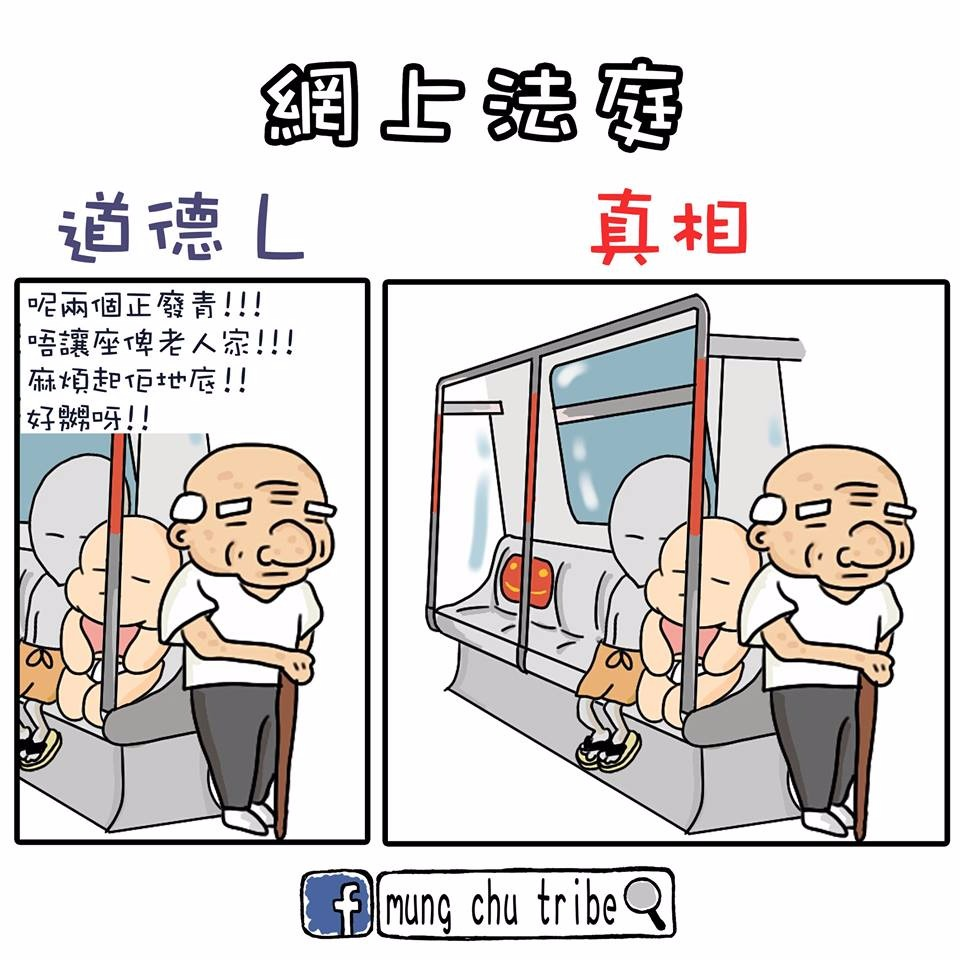 網上法庭
道德L
真相
呢兩個正廢青!!!
唔讓座俾老人家!!!
麻煩起佢地底!!
好嬲呀!!
f mung chu tribe